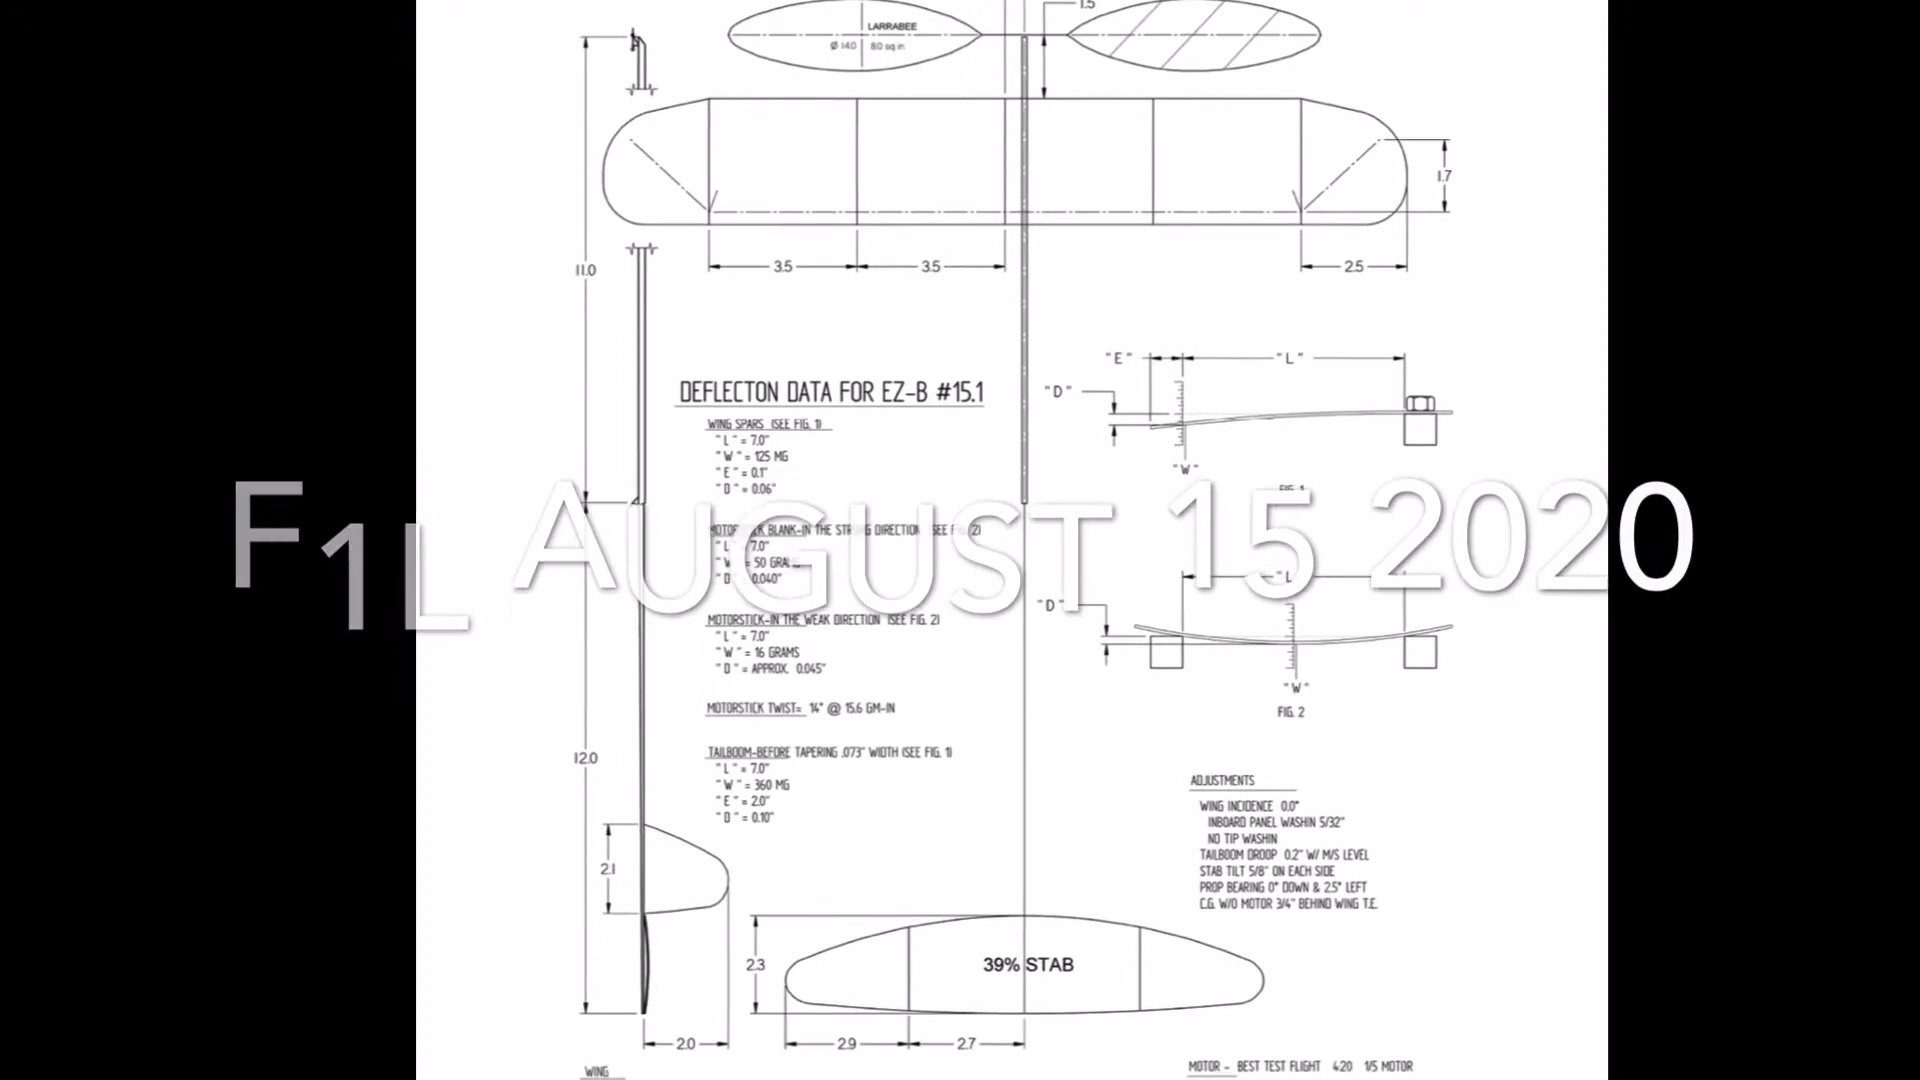 1.5
LARRABEE
Ø 14.0 8.0 sq in
1.7
11.0
3.5
3.5
2.5
"E"
"L"
"D"
"W"
DEFLECTON DATA FOR EZ-B #15.1
WING SPARS (SEE FIG. 1)
"L" = 7.0"
"W" = 125 MG
"E" = 0.1"
"D" = 0.06"
F1L AUGUST 15 2020
BLANK-IN THE STRONG DIRECTION
7.0"
0.040"
"D"
MOTORSTICK-IN THE WEAK DIRECTION (SEE FIG. 2)
"L" = 7.0"
"W" = 16 GRAMS
"D" = APPROX. 0.045"
"W"
FIG. 2
MOTORSTICK TWIST= 14° @ 15.6 GM-IN
TAILBOOM-BEFORE TAPERING .073" WIDTH (SEE FIG. 1)
"L" = 7.0"
"W" = 360 MG
"E" = 2.0"
"D" = 0.10"
12.0
ADJUSTMENTS
WING INCIDENCE 0.0°
INBOARD PANEL WASHIN 5/32"
NO TIP WASHIN
TAILBOOM DROOP 0.2" W/ M/S LEVEL
STAB TILT 5/8" ON EACH SIDE
PROP BEARING 0° DOWN & 2.5° LEFT
C.G. W/O MOTOR 3/4" BEHIND WING T.E.
2.1
2.3
39% STAB
2.0
2.9
2.7
WING
MOTOR - BEST TEST FLIGHT 4:20 1/5 MOTOR